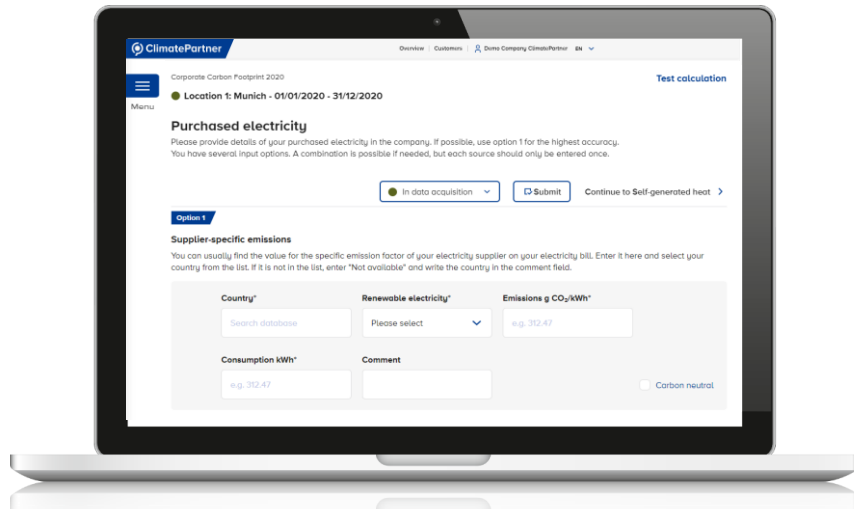 ClimatePartner
Overview | Customers | Demo Company ClimatePartner EN
Menu
Corporate Carbon Footprint 2020
Test calculation
Location 1: Munich - 01/01/2020 - 31/12/2020
Purchased electricity
Please provide details of your purchased electricity in the company. If possible, use option 1 for the highest accuracy.
You have several input options. A combination is possible if needed, but each source should only be entered once.
In data acquisition
Submit
Continue to Self-generated heat
Option 1
Supplier-specific emissions
You can usually find the value for the specific emission factor of your electricity supplier on your electricity bill. Enter it here and select your
country from the list. If it is not in the list, enter "Not available" and write the country in the comment field.
Country* Renewable electricity* Emissions g CO₂/kWh*
Search database Please select e.g. 312.47
Consumption kWh* Comment
e.g. 312.47
Carbon neutral